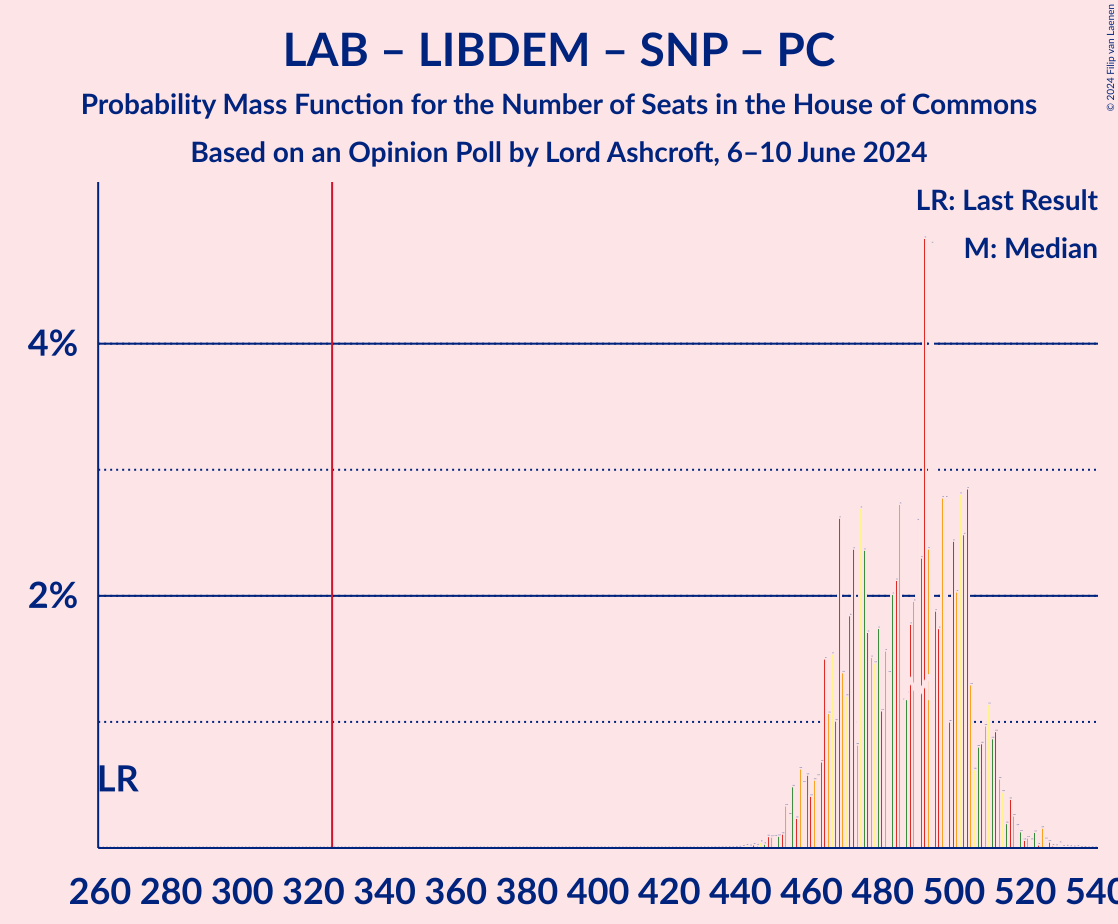 LAB – LIBDEM – SNP – PC
Probability Mass Function for the Number of Seats in the House of Commons
Based on an Opinion Poll by Lord Ashcroft, 6–10 June 2024
© 2024 Filip van Laenen
LR: Last Result
M: Median
4%
2%
LR
260 280 300 320 340 360 380 400 420 440 460 480 500 520 540